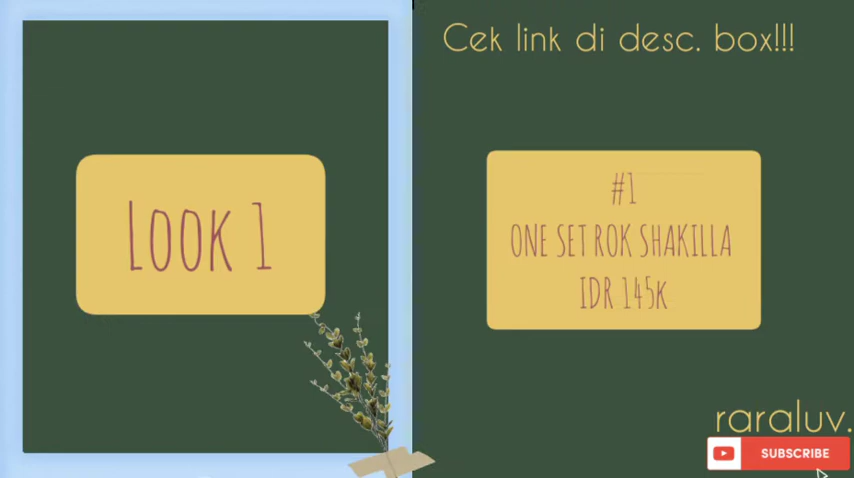 Look 1
Cek link di desc. box!!!
#1
ONE SET ROK SHAKILLA
IDR 145K
raraluv.
SUBSCRIBE